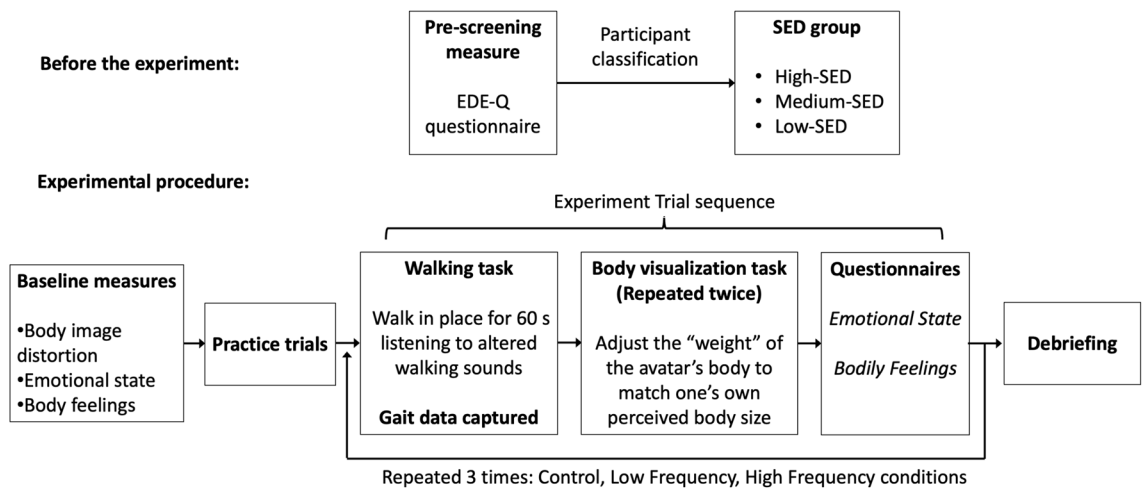 Before the experiment:
Pre-screening
measure
EDE-Q
questionnaire
Participant
classification
SED group
• High-SED
• Medium-SED
• Low-SED
Experimental procedure:
Experiment Trial sequence
Baseline measures
•Body image
distortion
•Emotional state
•Body feelings
Practice trials
Walking task
Walk in place for 60 s
listening to altered
walking sounds
Gait data captured
Body visualization task
(Repeated twice)
Adjust the “weight” of
the avatar’s body to
match one’s own
perceived body size
Questionnaires
Emotional State
Bodily Feelings
Debriefing
Repeated 3 times: Control, Low Frequency, High Frequency conditions